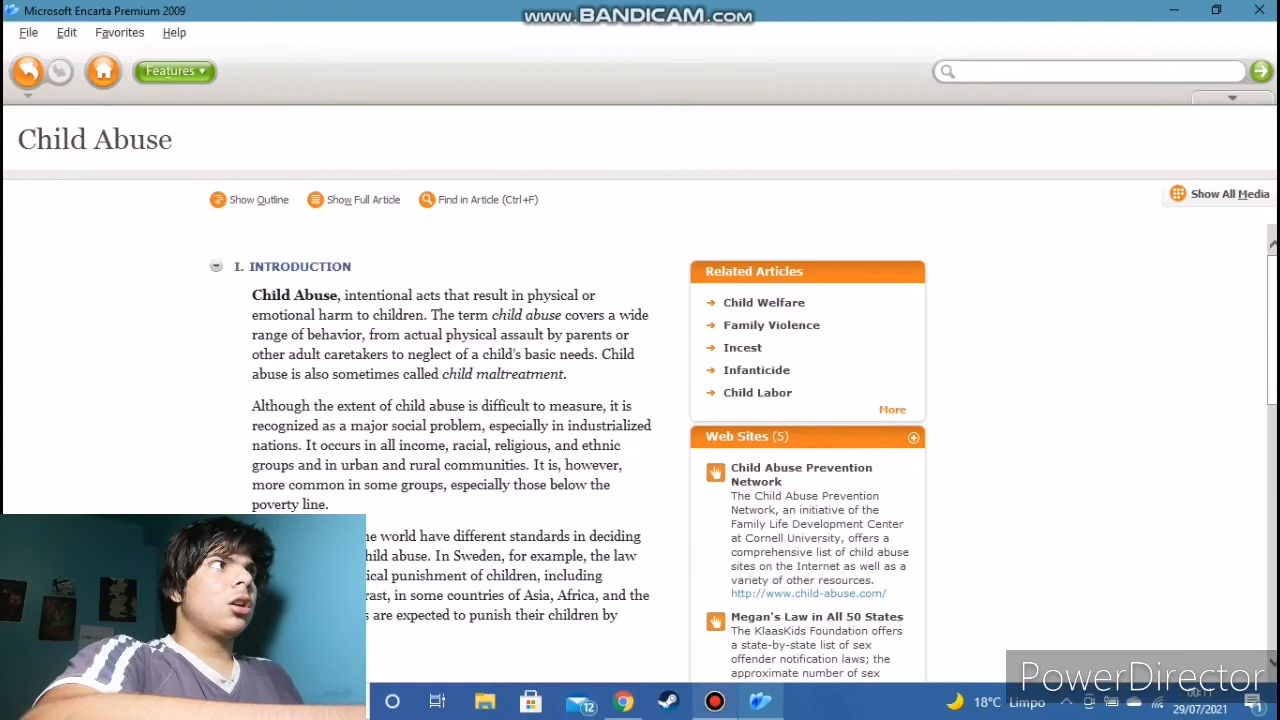 Microsoft Encarta Premium 2009
www.BANDICAM.com
File Edit Favorites Help
Features
Child Abuse
Show Outline Show Full Article Find in Article (Ctrl+F)
Show All Media
I. INTRODUCTION
Child Abuse, intentional acts that result in physical or
emotional harm to children. The term child abuse covers a wide
range of behavior, from actual physical assault by parents or
other adult caretakers to neglect of a child's basic needs. Child
abuse is also sometimes called child maltreatment.
Although the extent of child abuse is difficult to measure, it is
recognized as a major social problem, especially in industrialized
nations. It occurs in all income, racial, religious, and ethnic
groups and in urban and rural communities. It is, however,
more common in some groups, especially those below the
poverty line.
world have different standards in deciding
abuse. In Sweden, for example, the law
punishment of children, including
in some countries of Asia, Africa, and the
are expected to punish their children by
Related Articles
Child Welfare
Family Violence
Incest
Infanticide
Child Labor
More
Web Sites (5)
Child Abuse Prevention
Network
The Child Abuse Prevention
Network, an initiative of the
Family Life Development Center
at Cornell University, offers a
comprehensive list of child abuse
sites on the Internet as well as a
variety of other resources.
http://www.child-abuse.com/
Megan's Law in All 50 States
The KlaasKids Foundation offers
a state-by-state list of sex
offender notification laws; the
approximate number of sex
PowerDirector
12
18°C Limpo
00:11
29/07/2021
1